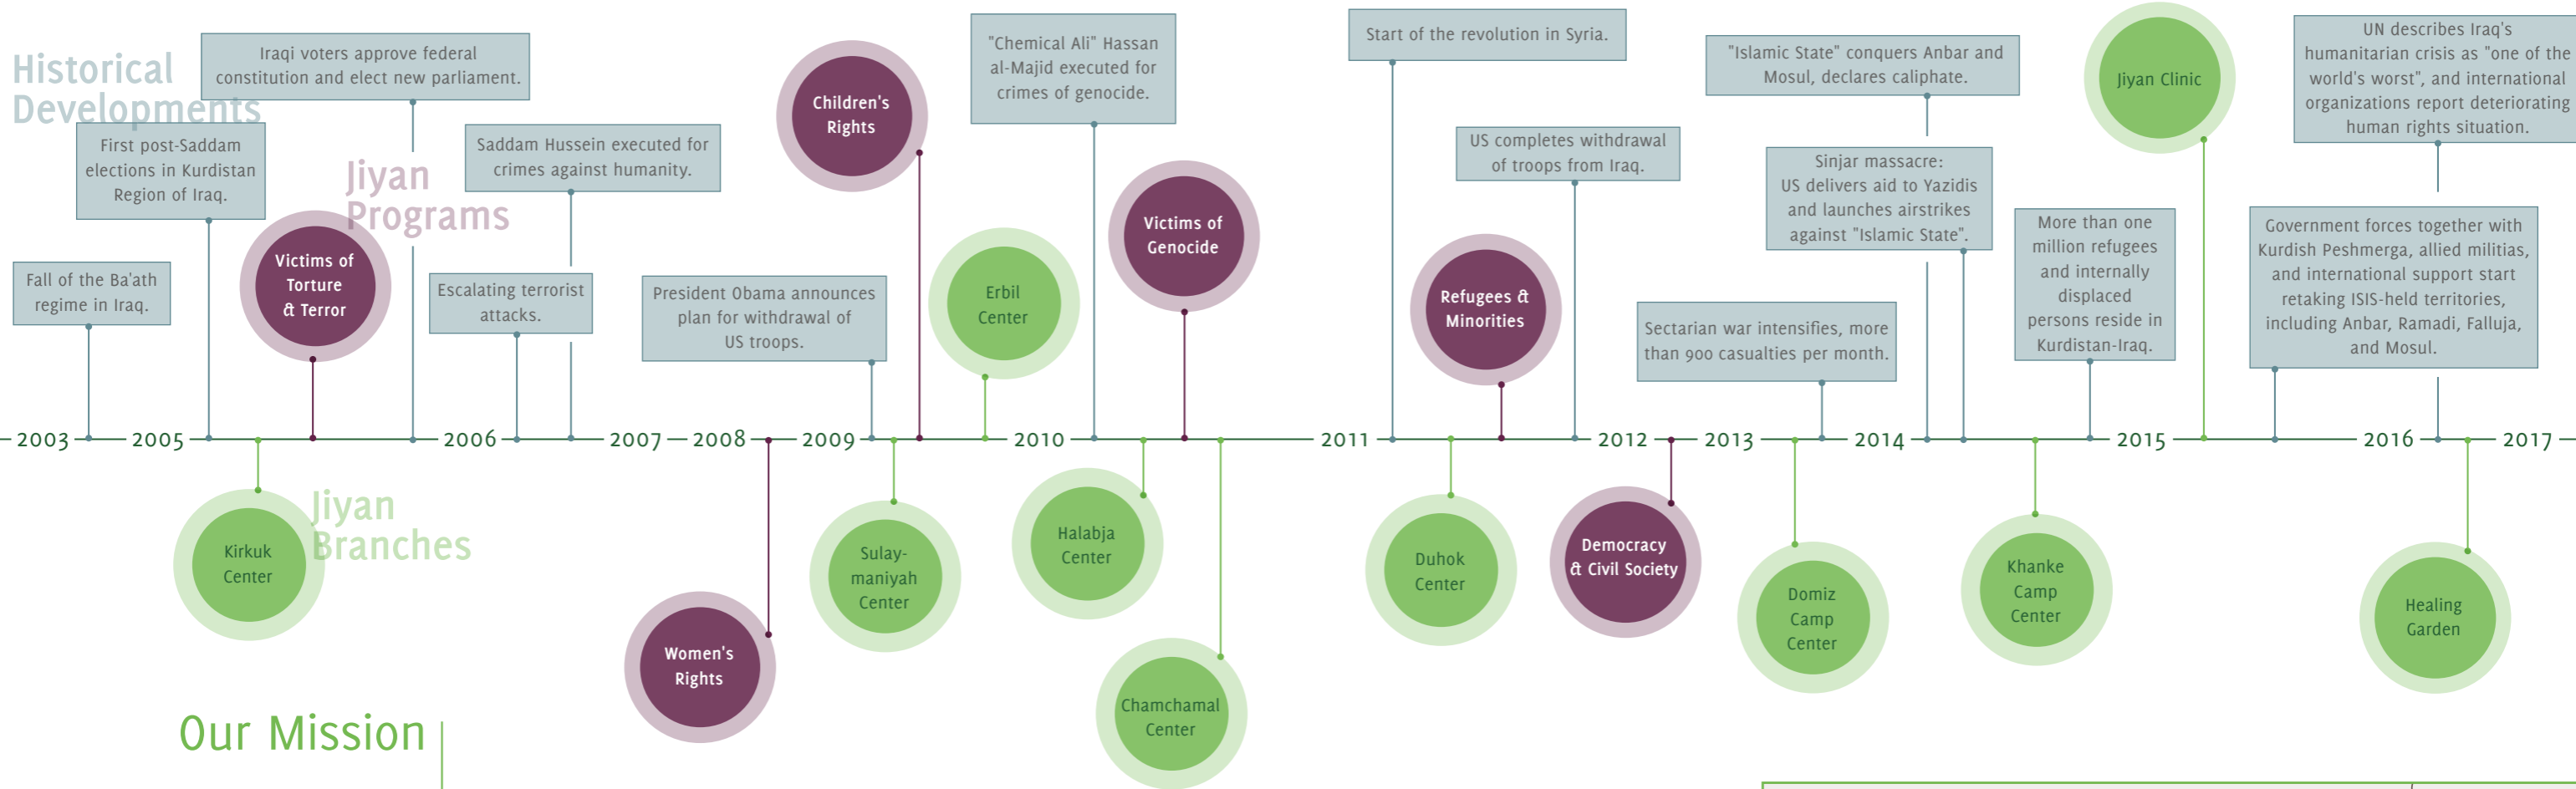 Historical
Developments
Iraqi voters approve federal
constitution and elect new parliament.
First post-Saddam
elections in Kurdistan
Region of Iraq.
Fall of the Ba'ath
regime in Iraq.
Jiyan
Programs
Victims of
Torture
& Terror
Saddam Hussein executed for
crimes against humanity.
Escalating terrorist
attacks.
President Obama announces
plan for withdrawal of
US troops.
Children's
Rights
Erbil
Center
"Chemical Ali" Hassan
al-Majid executed for
crimes of genocide.
Victims of
Genocide
Start of the revolution in Syria.
Refugees &
Minorities
US completes withdrawal
of troops from Iraq.
"Islamic State" conquers Anbar and
Mosul, declares caliphate.
Sinjar massacre:
US delivers aid to Yazidis
and launches airstrikes
against "Islamic State".
Sectarian war intensifies, more
than 900 casualties per month.
More than one
million refugees
and internally
displaced
persons reside in
Kurdistan-Iraq.
Jiyan Clinic
UN describes Iraq's
humanitarian crisis as "one of the
world's worst", and international
organizations report deteriorating
human rights situation.
Government forces together with
Kurdish Peshmerga, allied militias,
and international support start
retaking ISIS-held territories,
including Anbar, Ramadi, Falluja,
and Mosul.
2003 2005 2006 2007 2008 2009 2010 2011 2012 2013 2014 2015 2016 2017
Jiyan
Branches
Kirkuk
Center
Women's
Rights
Sulay-
maniyah
Center
Halabja
Center
Chamchamal
Center
Duhok
Center
Democracy
& Civil Society
Domiz
Camp
Center
Khanke
Camp
Center
Healing
Garden
Our Mission